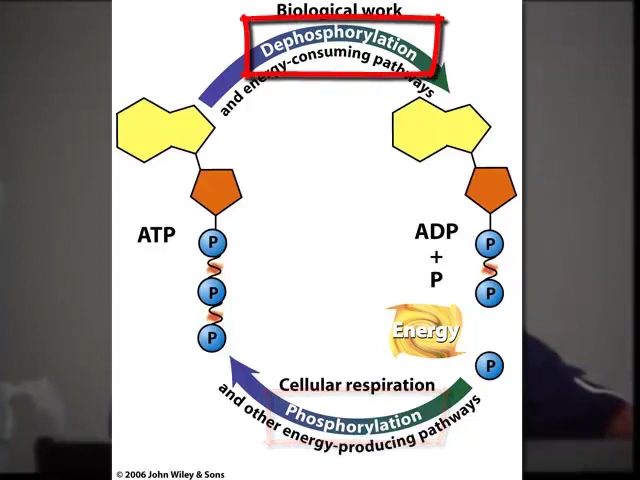 Biological work
Dephosphorylation
and energy-consuming pathways
ATP
P
P
P
ADP
+
P
P
P
Energy
P
Cellular respiration
Phosphorylation
and other energy-producing pathways
© 2006 John Wiley & Sons